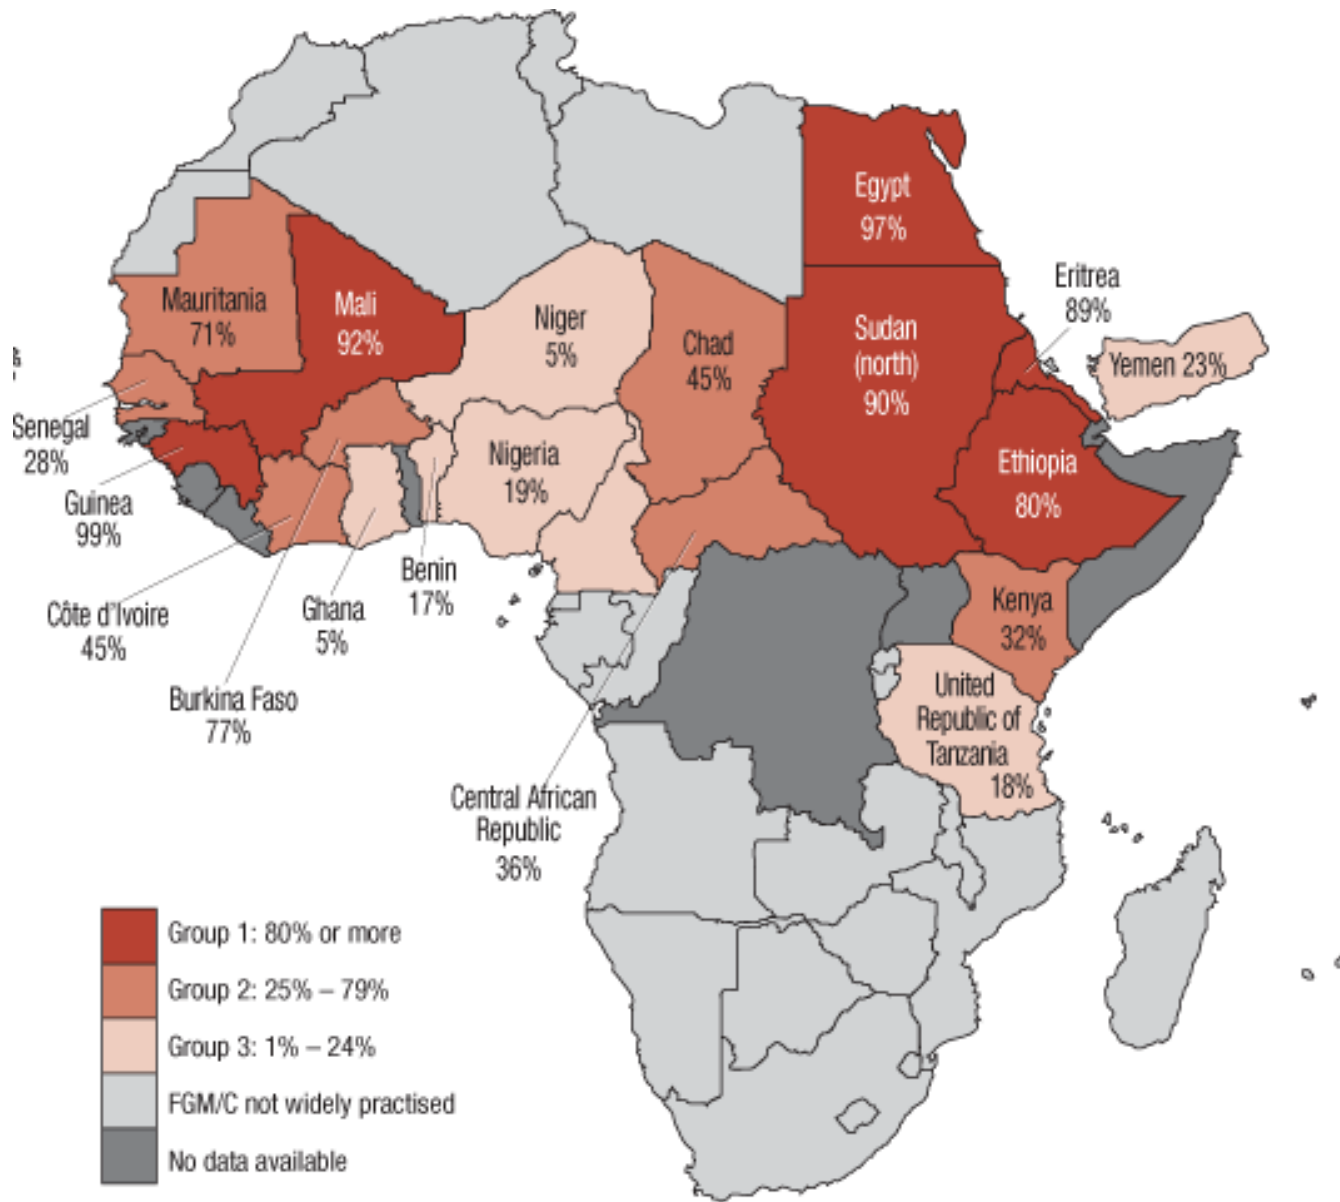 Egypt
97%
Eritrea
89%
Mauritania
71%
Mali
92%
Niger
5%
Chad
45%
Sudan
(north)
90%
Yemen 23%
Senegal
28%
Guinea
99%
Nigeria
19%
Ethiopia
80%
Côte d'Ivoire
45%
Ghana
5%
Benin
17%
Kenya
32%
Burkina Faso
77%
United
Republic of
Tanzania
18%
Central African
Republic
36%
Group 1: 80% or more
Group 2: 25% – 79%
Group 3: 1% – 24%
FGM/C not widely practised
No data available